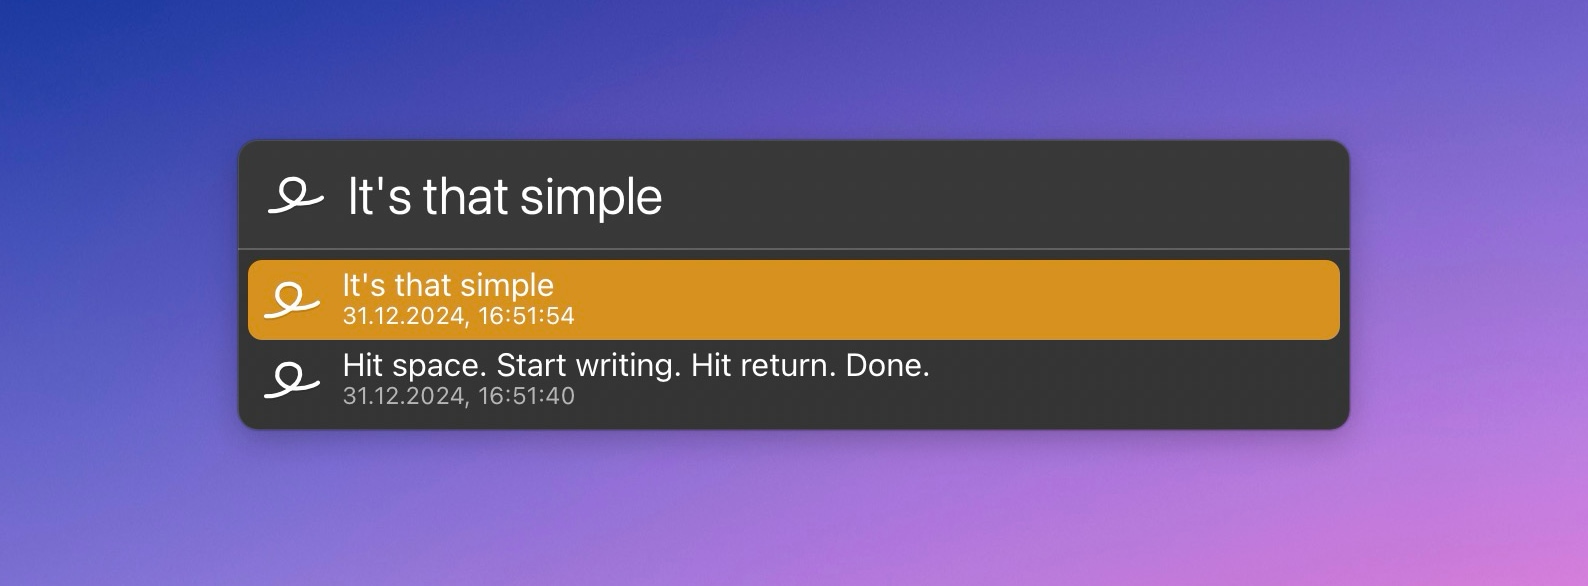 It's that simple
It's that simple
31.12.2024, 16:51:54
Hit space. Start writing. Hit return. Done.
31.12.2024, 16:51:40